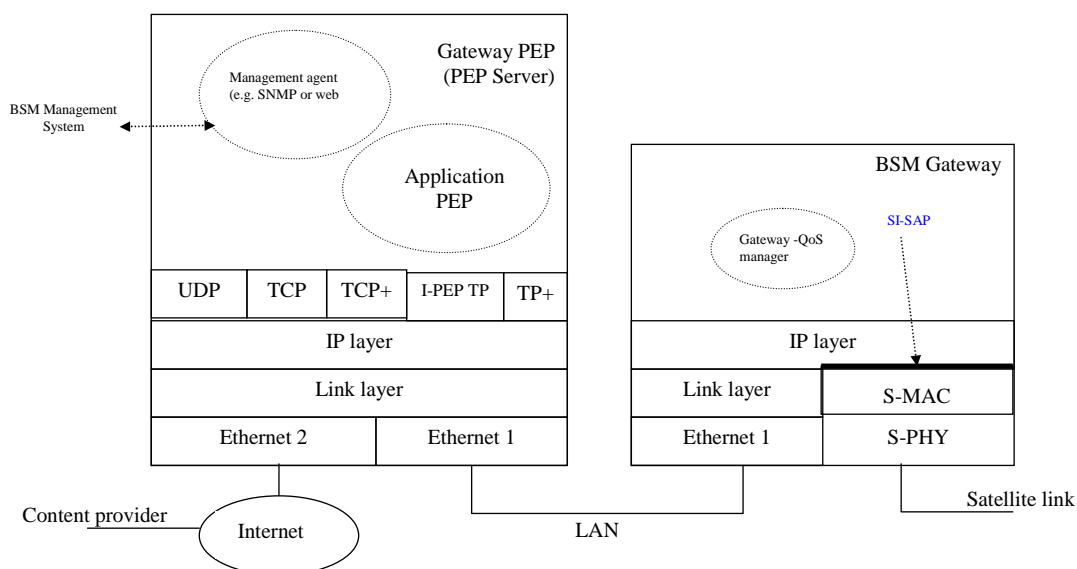 Gateway PEP
(PEP Server)
Management agent
(e.g. SNMP or web
BSM Management
System
Application
PEP
UDP
TCP
TCP+
I-PEP TP
TP+
IP layer
Link layer
Ethernet 2
Ethernet 1
BSM Gateway
SI-SAP
Gateway -QoS
manager
IP layer
Link layer
S-MAC
Ethernet 1
S-PHY
Content provider
Internet
LAN
Satellite link